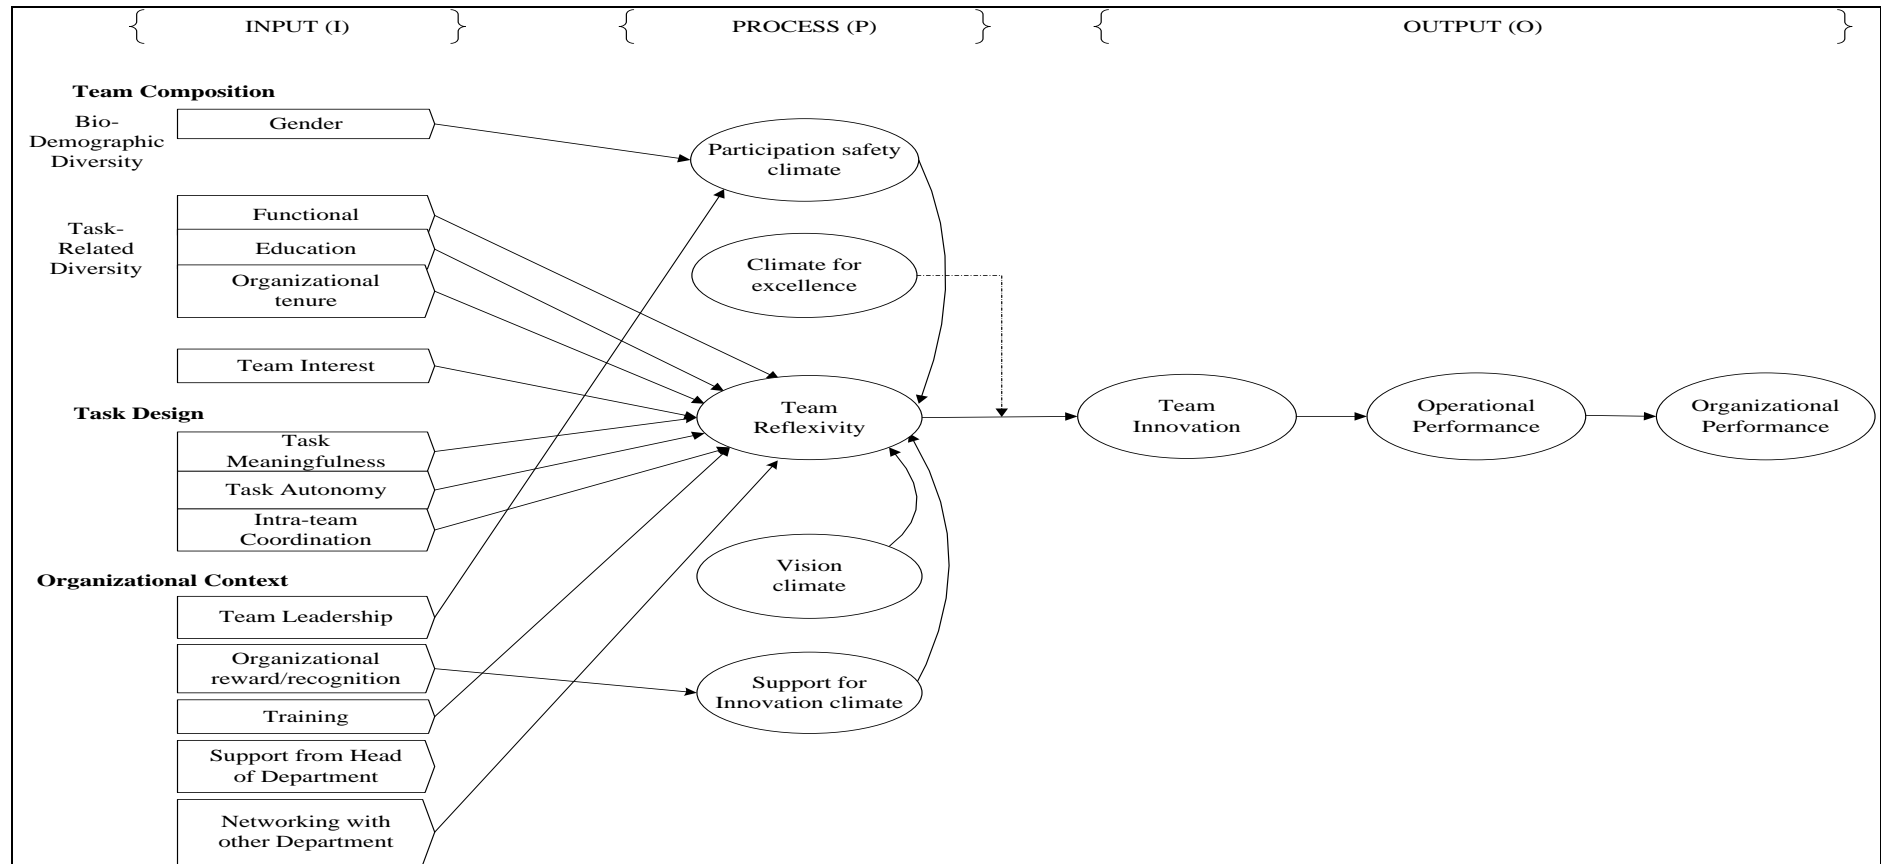 INPUT (I)
PROCESS (P)
OUTPUT (O)
Team Composition
Bio-
Demographic
Diversity
Gender
Task-
Related
Diversity
Functional
Education
Organizational
tenure
Team Interest
Task Design
Task
Meaningfulness
Task Autonomy
Intra-team
Coordination
Organizational Context
Team Leadership
Organizational
reward/recognition
Training
Support from Head
of Department
Networking with
other Department
Participation safety
climate
Climate for
excellence
Team
Reflexivity
Vision
climate
Support for
Innovation climate
Team
Innovation
Operational
Performance
Organizational
Performance